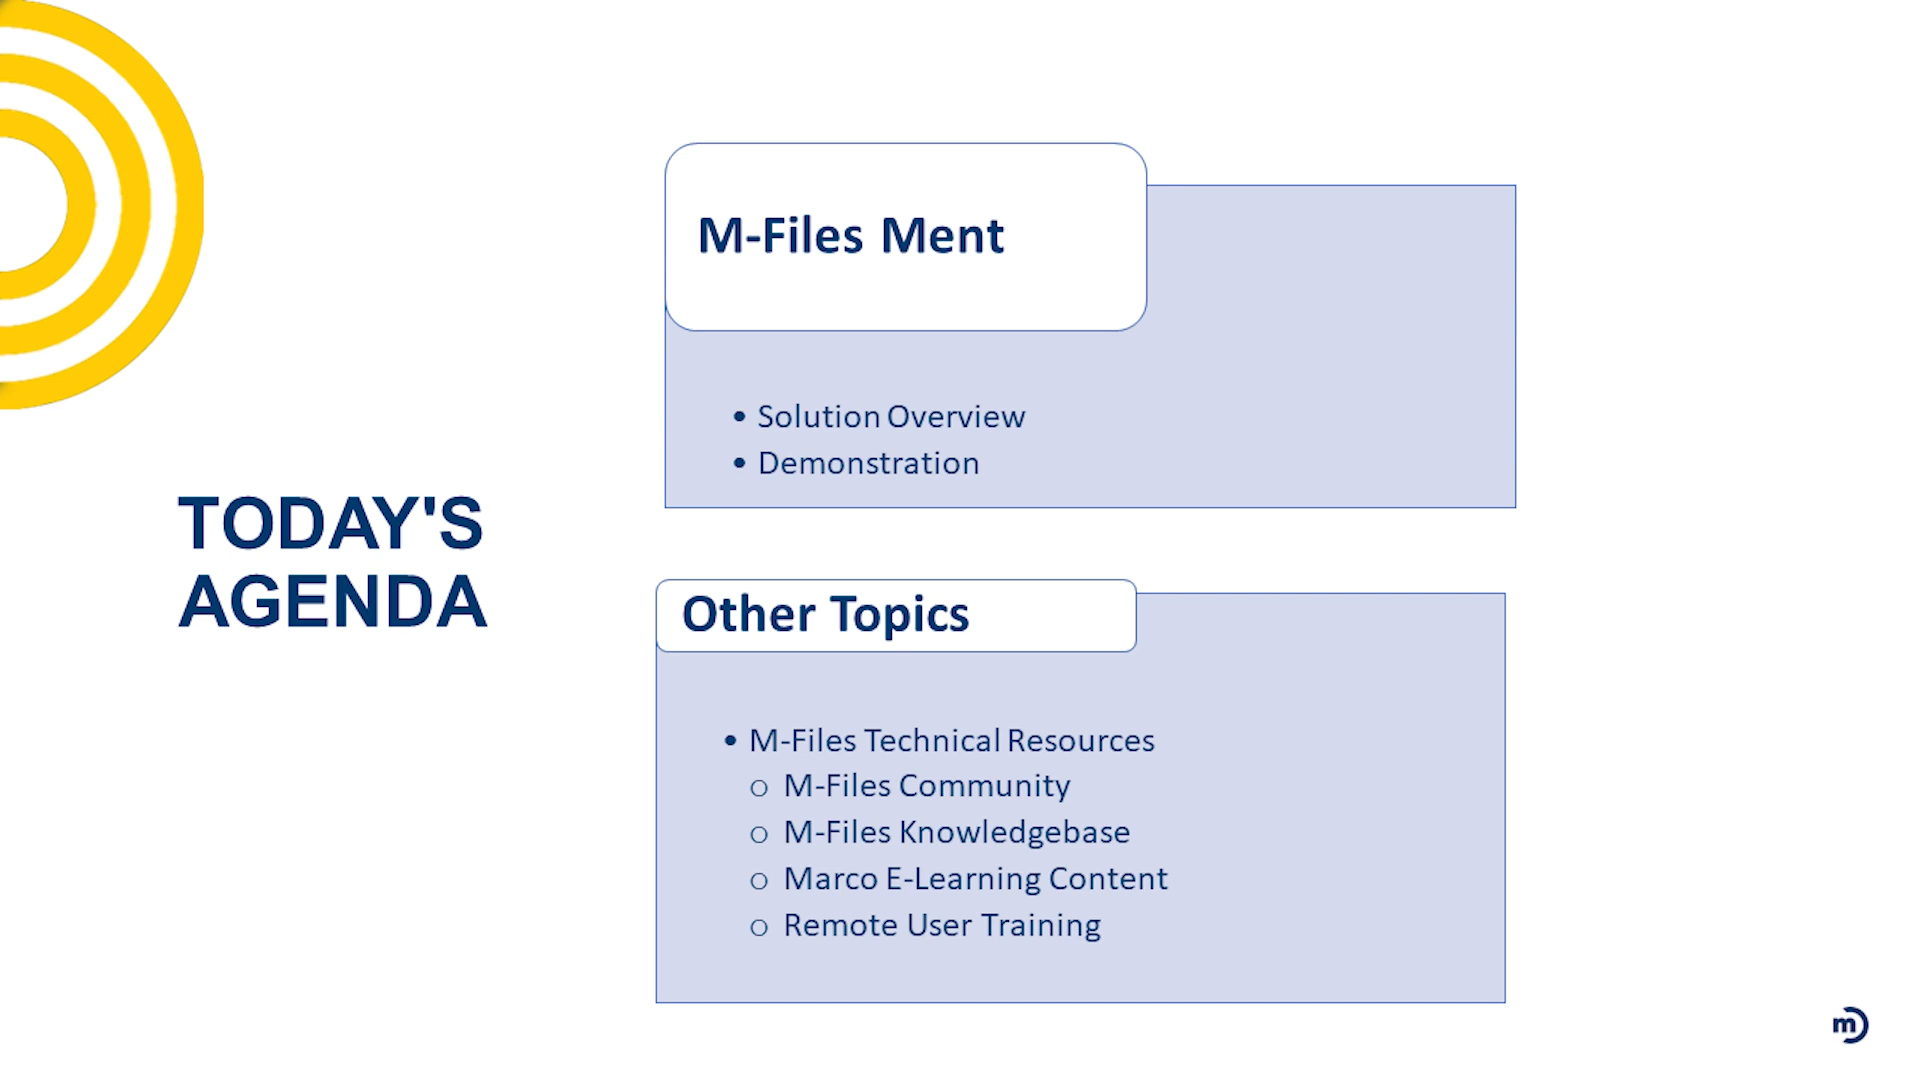 TODAY'S
AGENDA
M-Files Ment
• Solution Overview
• Demonstration
Other Topics
• M-Files Technical Resources
o M-Files Community
o M-Files Knowledgebase
o Marco E-Learning Content
o Remote User Training
m